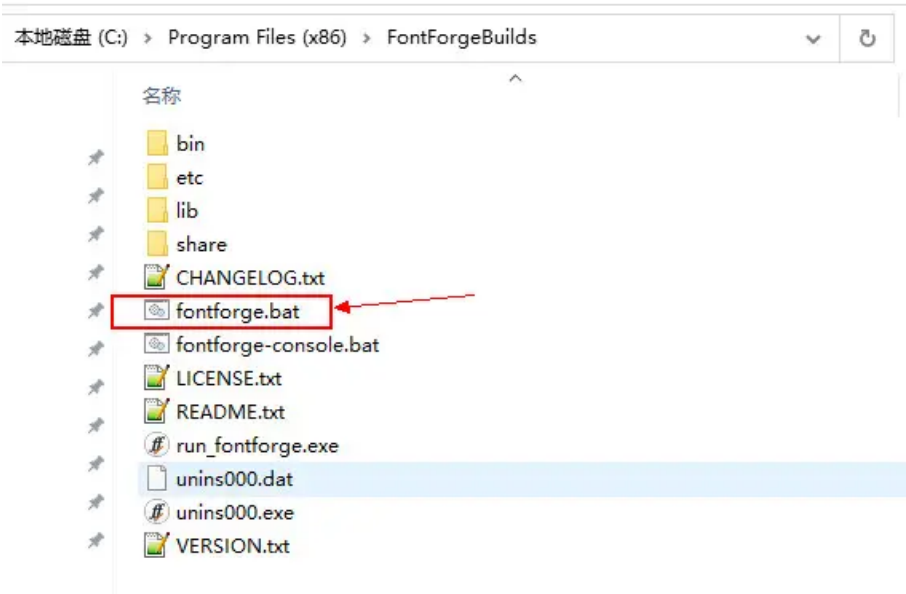 本地磁盘 (C:) › Program Files (x86) › FontForgeBuilds
名称
bin
etc
lib
share
CHANGELOG.txt
fontforge.bat
fontforge-console.bat
LICENSE.txt
README.txt
run_fontforge.exe
unins000.dat
unins000.exe
VERSION.txt